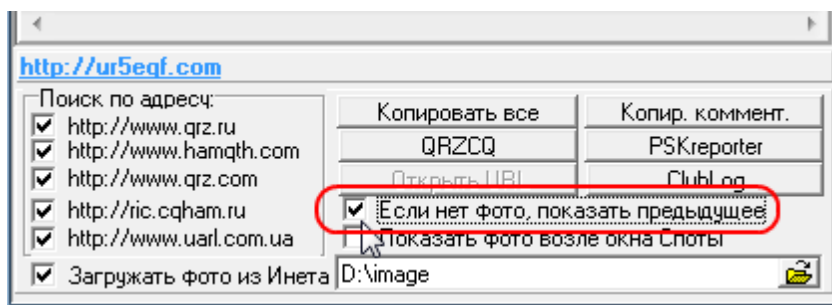 http://ur5eqf.com
Поиск по адресу:
http://www.qrz.ru
http://www.hamqth.com
http://www.qrz.com
http://ric.cqham.ru
http://www.uarl.com.ua
Загружать фото из Инета
Копировать все
Копир. коммент.
QRZCQ
PSKreporter
Открыть URL
ClubLog
Если нет фото, показать предыдущее
Показать фото возле окна Споты
D:\image